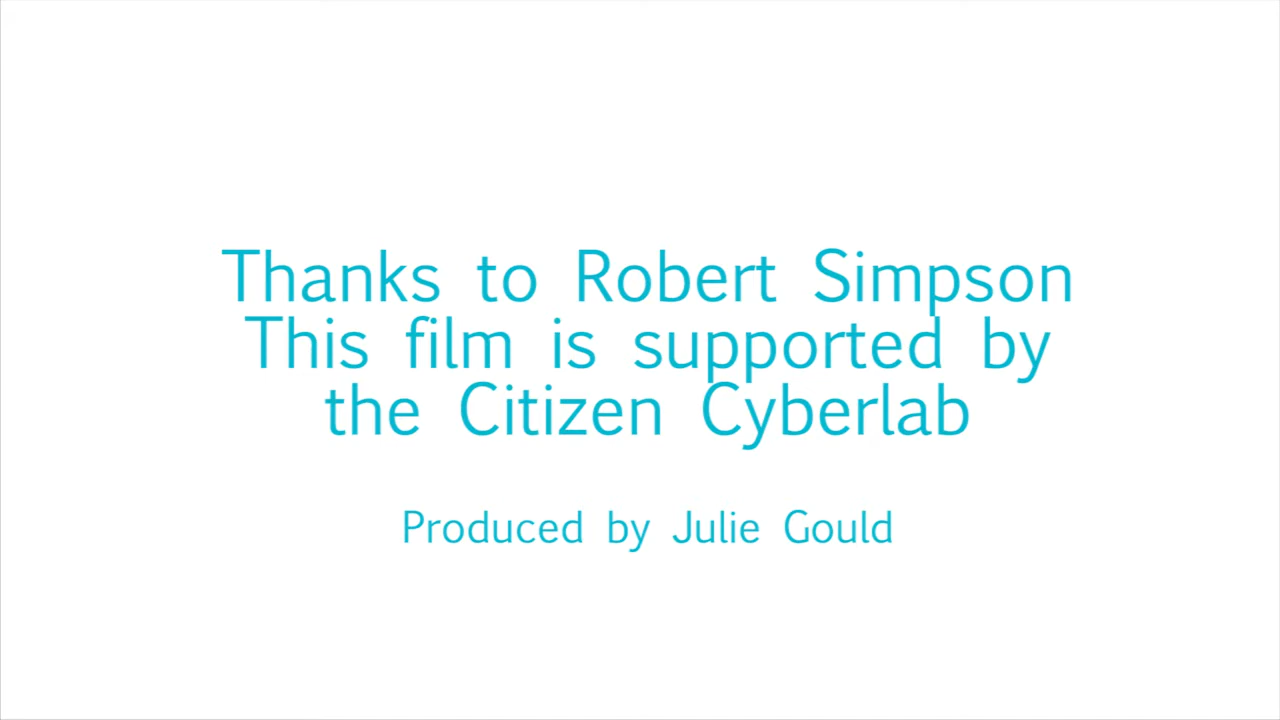 Thanks to Robert Simpson
This film is supported by
the Citizen Cyberlab
Produced by Julie Gould